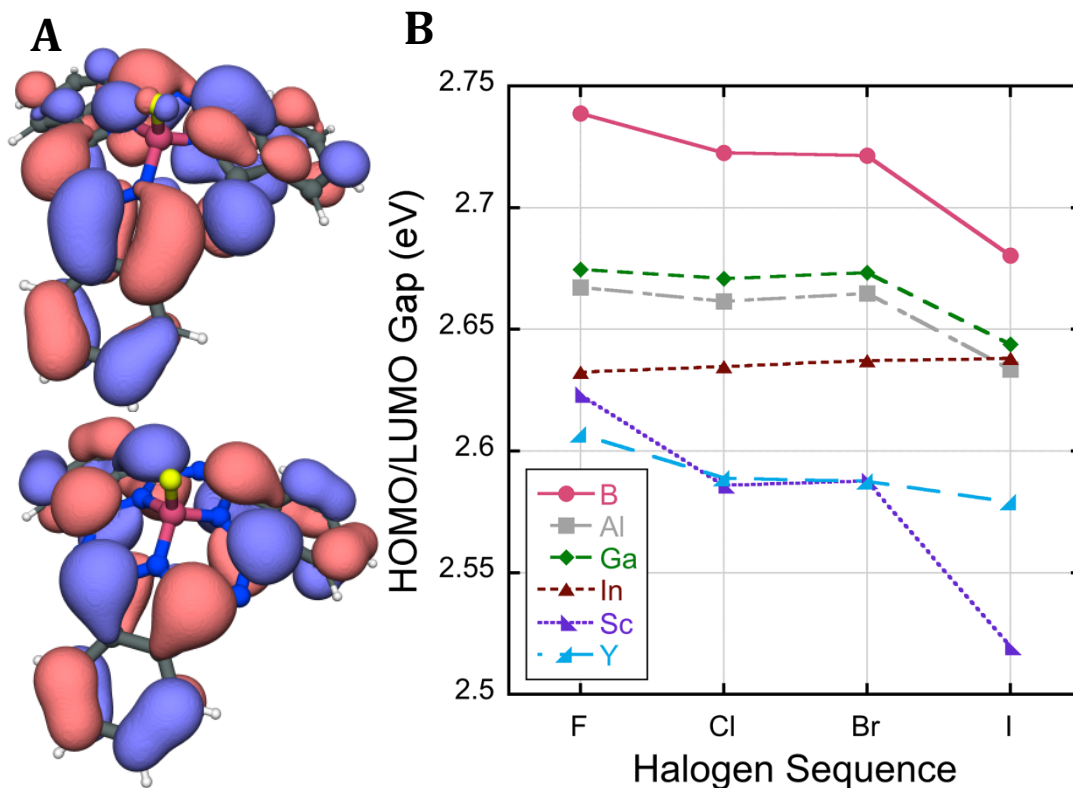 A
B
HOMO/LUMO Gap (eV)
2.75
2.7
2.65
2.6
2.55
2.5
B
Al
Ga
In
Sc
Y
F Cl Br I
Halogen Sequence